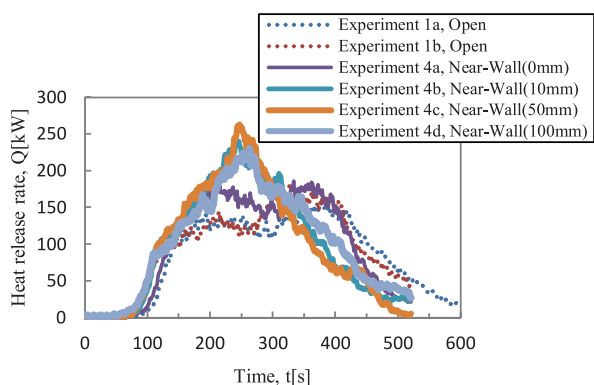 Experiment 1a, Open
Experiment 1b, Open
Experiment 4a, Near-Wall(0mm)
Experiment 4b, Near-Wall(10mm)
Experiment 4c, Near-Wall(50mm)
Experiment 4d, Near-Wall(100mm)
Heat release rate, Q[kW]
300
250
200
150
100
50
0
0 100 200 300 400 500 600
Time, t[s]